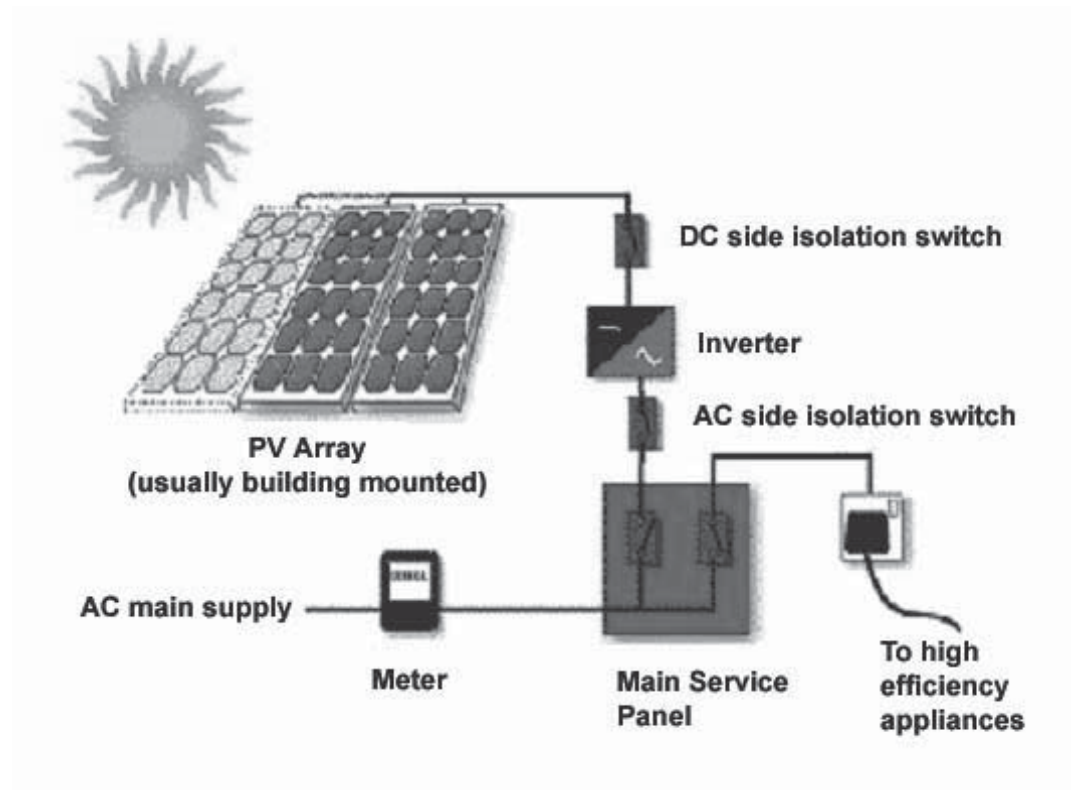 DC side isolation switch
Inverter
AC side isolation switch
PV Array
(usually building mounted)
AC main supply
Meter
Main Service
Panel
To high
efficiency
appliances